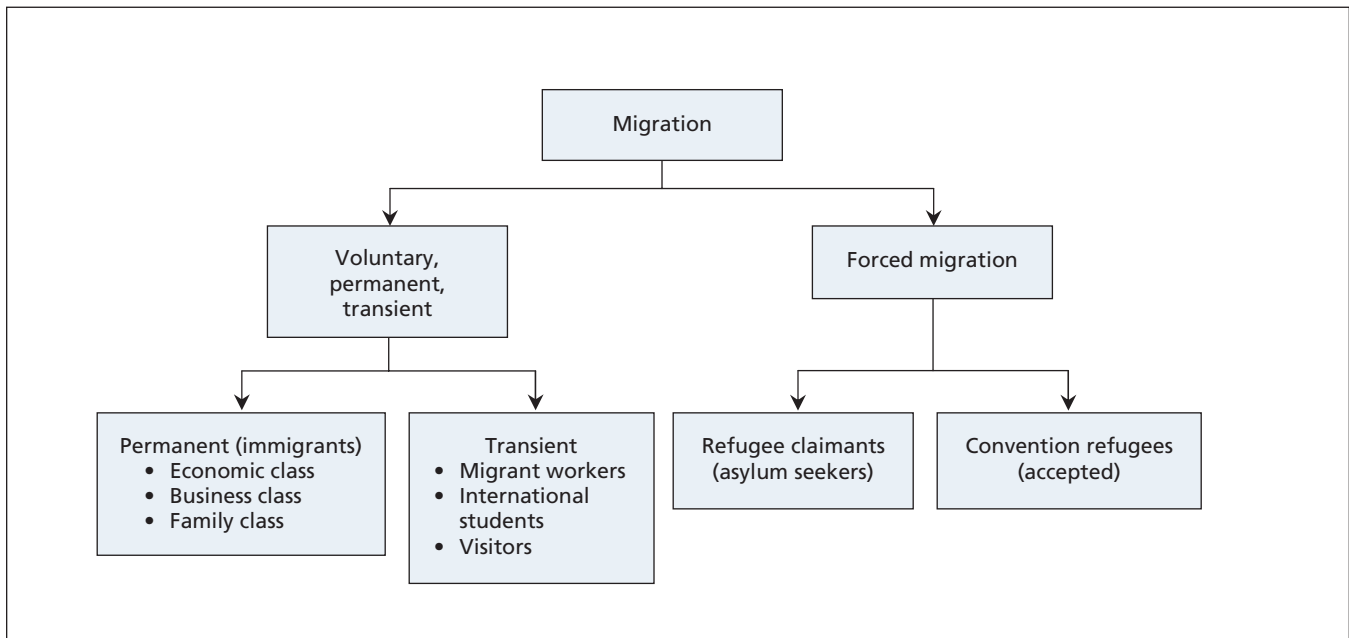 Migration
Voluntary,
permanent,
transient
Forced migration
Permanent (immigrants)
• Economic class
• Business class
• Family class
Transient
• Migrant workers
• International
students
• Visitors
Refugee claimants
(asylum seekers)
Convention refugees
(accepted)